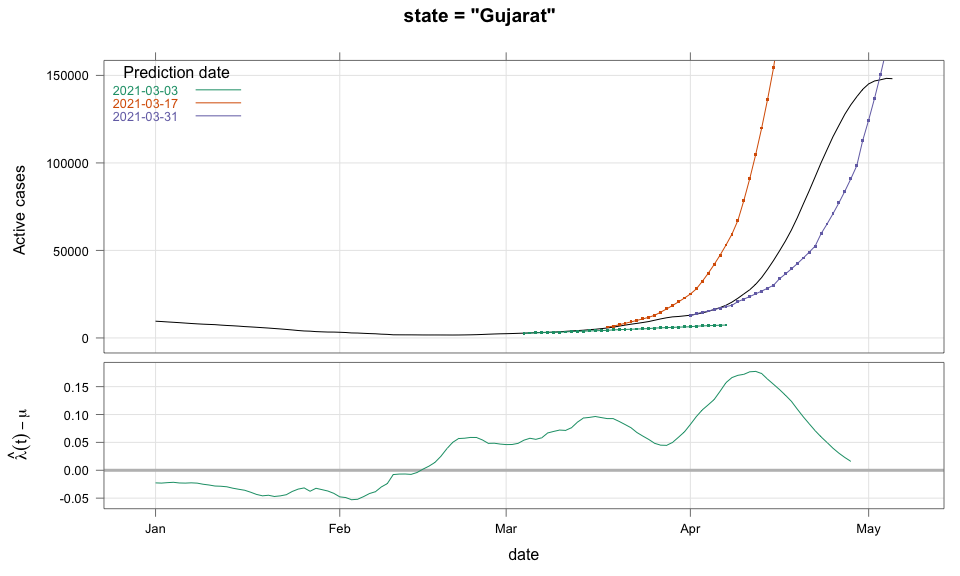 state = "Gujarat"
Prediction date
2021-03-03
2021-03-17
2021-03-31
150000
100000
50000
0
Active cases
0.15
0.10
0.05
0.00
-0.05
λ̂(t) − μ
Jan Feb Mar Apr May
date